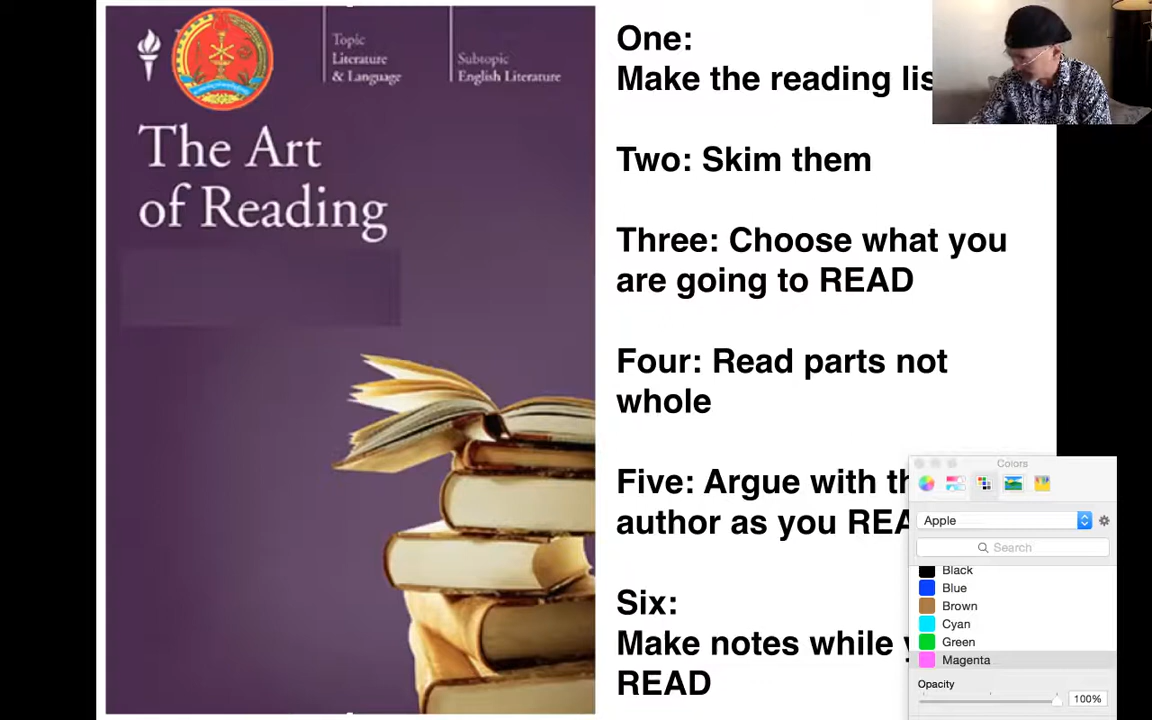 Topic
Literature
& Language
Subtopic
English Literature
The Art
of Reading
One:
Make the reading lis
Two: Skim them
Three: Choose what you
are going to READ
Four: Read parts not
whole
Five: Argue with th
author as you REA
Six:
Make notes while
READ
Colors
Apple
Search
Black
Blue
Brown
Cyan
Green
Magenta
Opacity
100%